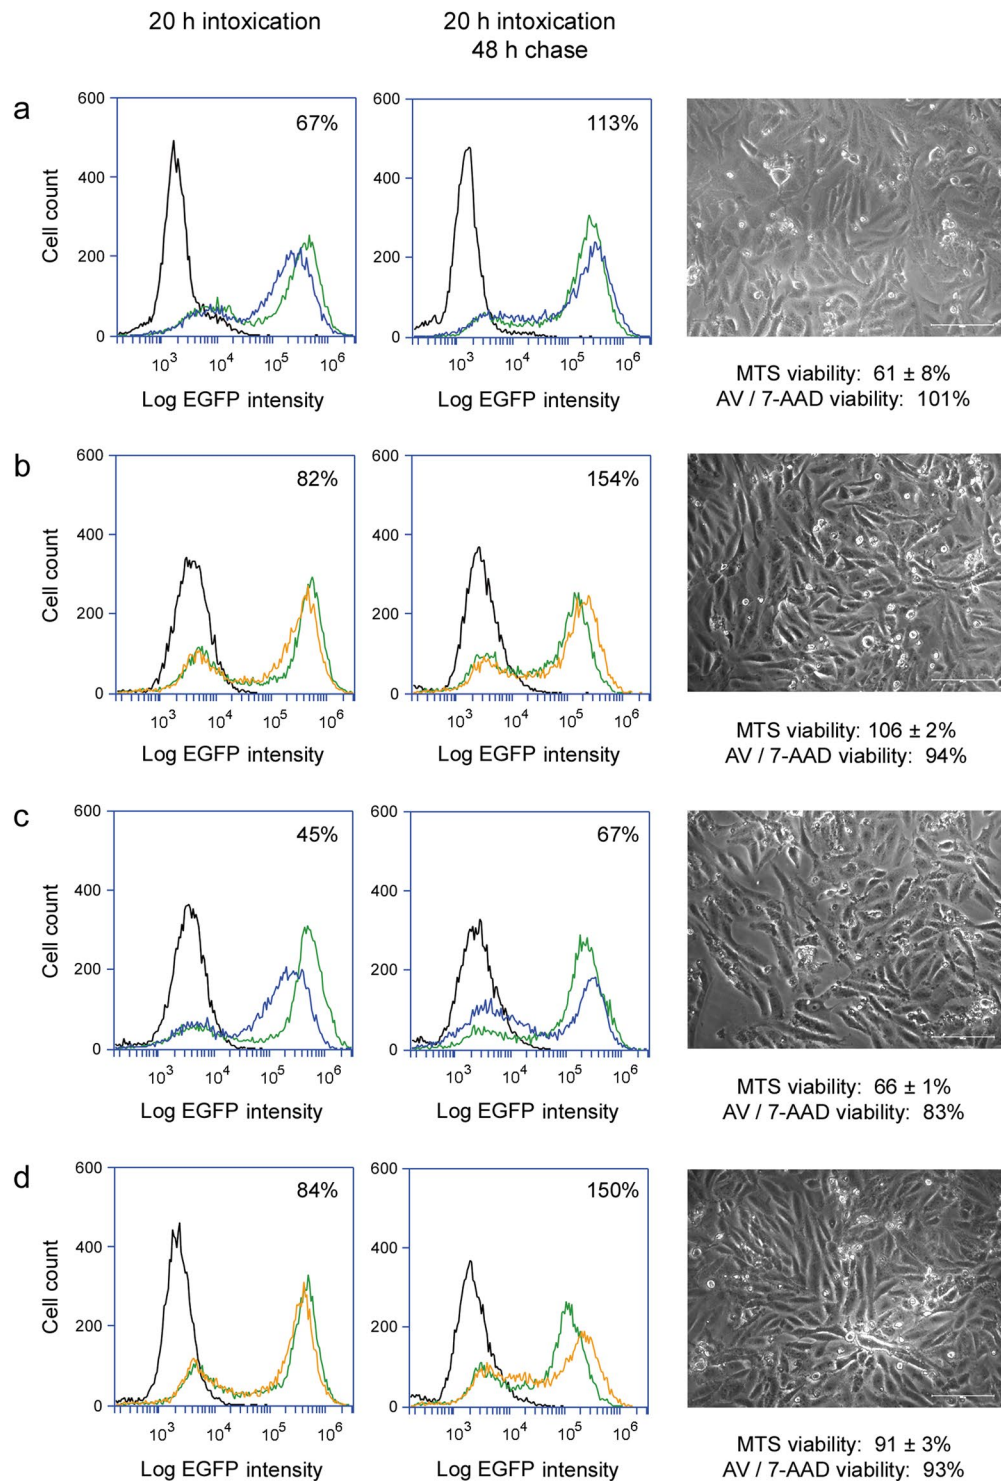 20 h intoxication
20 h intoxication
48 h chase
a
600
400
200
0
Cell count
67%
10³ 10⁴ 10⁵ 10⁶
Log EGFP intensity
600
400
200
0
113%
10³ 10⁴ 10⁵ 10⁶
Log EGFP intensity
MTS viability: 61 ± 8%
AV / 7-AAD viability: 101%
b
600
400
200
0
Cell count
82%
10³ 10⁴ 10⁵ 10⁶
Log EGFP intensity
600
400
200
0
154%
10³ 10⁴ 10⁵ 10⁶
Log EGFP intensity
MTS viability: 106 ± 2%
AV / 7-AAD viability: 94%
c
600
400
200
0
Cell count
45%
10³ 10⁴ 10⁵ 10⁶
Log EGFP intensity
600
400
200
0
67%
10³ 10⁴ 10⁵ 10⁶
Log EGFP intensity
MTS viability: 66 ± 1%
AV / 7-AAD viability: 83%
d
600
400
200
0
Cell count
84%
10³ 10⁴ 10⁵ 10⁶
Log EGFP intensity
600
400
200
0
150%
10³ 10⁴ 10⁵ 10⁶
Log EGFP intensity
MTS viability: 91 ± 3%
AV / 7-AAD viability: 93%